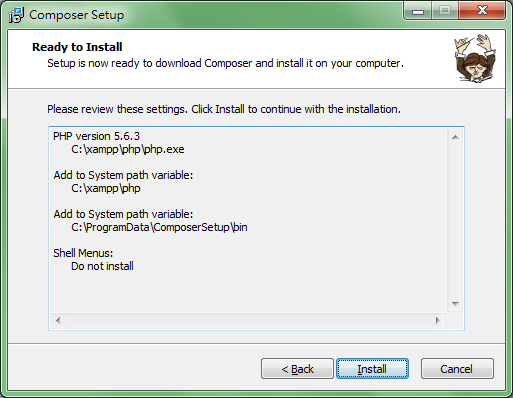 Composer Setup
Ready to Install
Setup is now ready to download Composer and install it on your computer.
Please review these settings. Click Install to continue with the installation.
PHP version 5.6.3
C:\xampp\php\php.exe
Add to System path variable:
C:\xampp\php
Add to System path variable:
C:\ProgramData\ComposerSetup\bin
Shell Menus:
Do not install
< Back
Install
Cancel